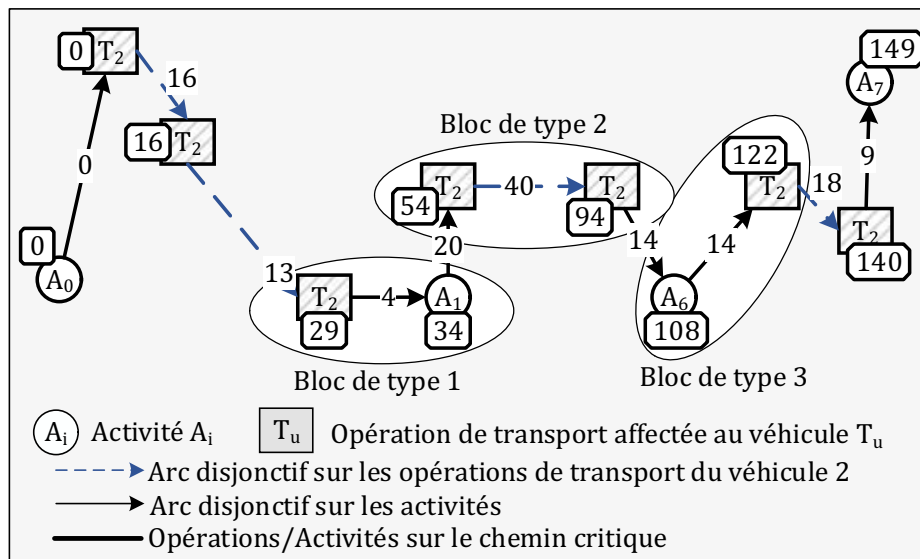 0 T₂
16
149
A₇
16 T₂
0
Bloc de type 2
122
9
T₂ 40 T₂
T₂ 18
54
94
T₂
0
A₀
20
14
14
140
13
T₂ 4 A₁
A₆
29
34
108
Bloc de type 1
Bloc de type 3
Aᵢ Activité Aᵢ Tᵤ Opération de transport affectée au véhicule Tᵤ
Arc disjonctif sur les opérations de transport du véhicule 2
Arc disjonctif sur les activités
Opérations/Activités sur le chemin critique